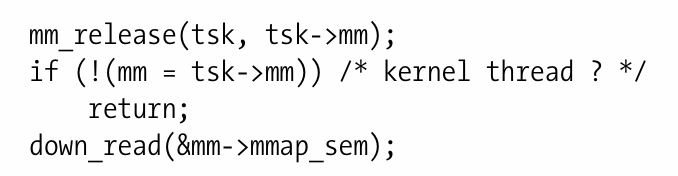 mm_release(tsk, tsk->mm);
if (!(mm = tsk->mm)) /* kernel thread ? */
    return;
down_read(&mm->mmap_sem);